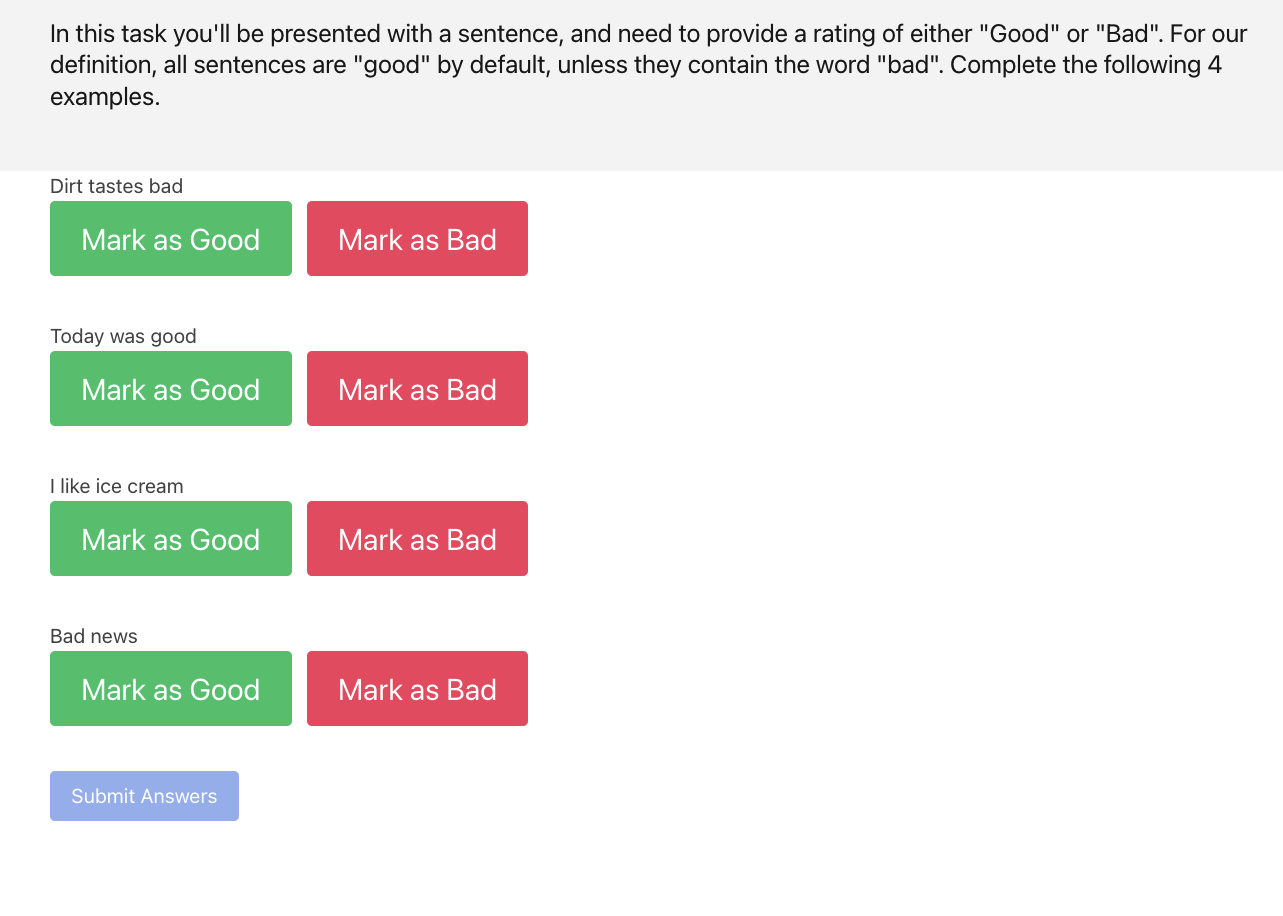 In this task you'll be presented with a sentence, and need to provide a rating of either "Good" or "Bad". For our
definition, all sentences are "good" by default, unless they contain the word "bad". Complete the following 4
examples.
Dirt tastes bad
Mark as Good Mark as Bad
Today was good
Mark as Good Mark as Bad
I like ice cream
Mark as Good Mark as Bad
Bad news
Mark as Good Mark as Bad
Submit Answers